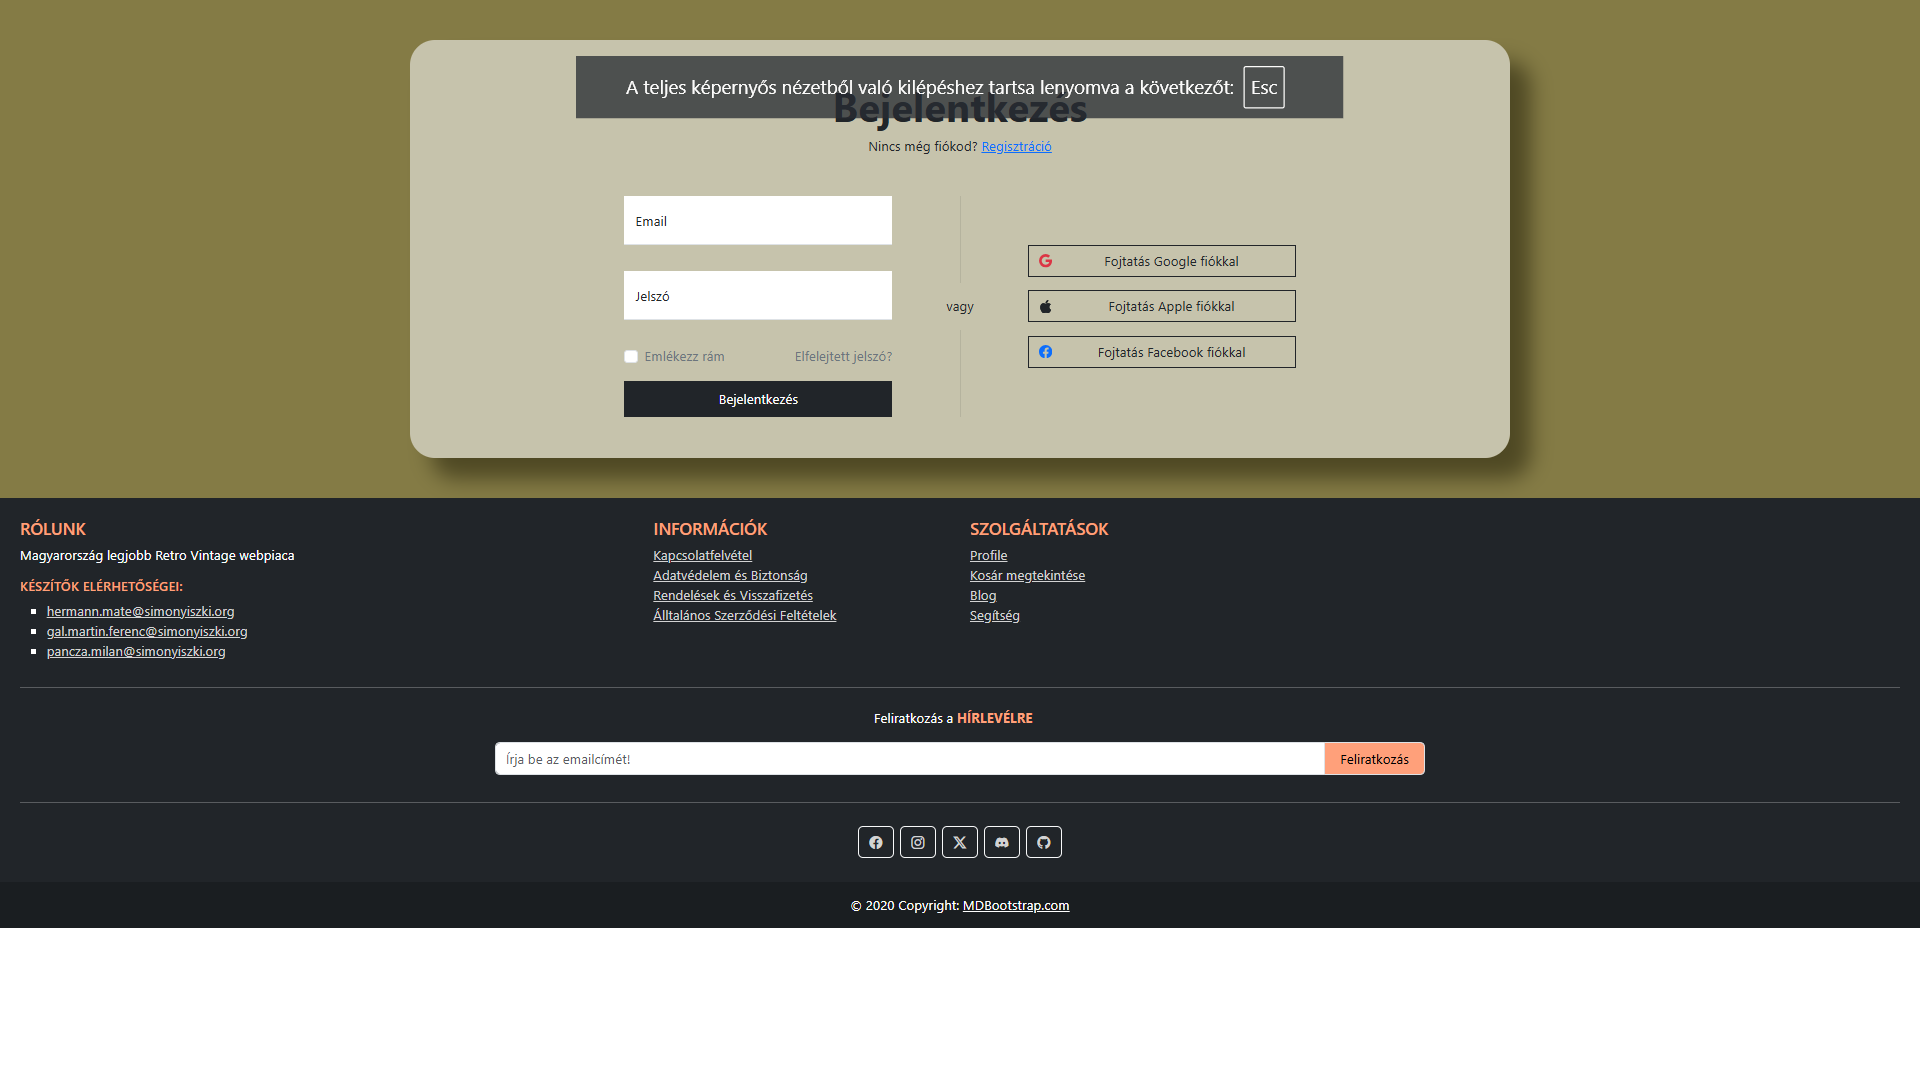 A teljes képernyős nézetből való kilépéshez tartsa lenyomva a következőt: Esc
Bejelentkezés
Nincs még fiókod? Regisztráció
Email
Jelszó
Emlékezz rám
Elfelejtett jelszó?
Bejelentkezés
vagy
Fojtatás Google fiókkal
Fojtatás Apple fiókkal
Fojtatás Facebook fiókkal
RÓLUNK
Magyarország legjobb Retro Vintage webpiaca
KÉSZÍTŐK ELÉRHETŐSÉGEI:
hermann.mate@simonyiszki.org
gal.martin.ferenc@simonyiszki.org
pancza.milan@simonyiszki.org
INFORMÁCIÓK
Kapcsolatfelvétel
Adatvédelem és Biztonság
Rendelések és Visszafizetés
Álltalános Szerződési Feltételek
SZOLGÁLTATÁSOK
Profile
Kosár megtekintése
Blog
Segítség
Feliratkozás a HÍRLEVÉLRE
Írja be az emailcímét!
Feliratkozás
© 2020 Copyright: MDBootstrap.com